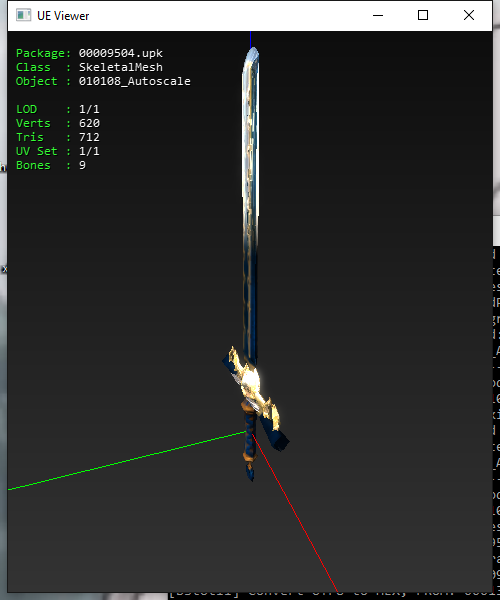 UE Viewer
Package: 00009504.upk
Class  : SkeletalMesh
Object : 010108_Autoscale
LOD    : 1/1
Verts  : 620
Tris   : 712
UV Set : 1/1
Bones  : 9